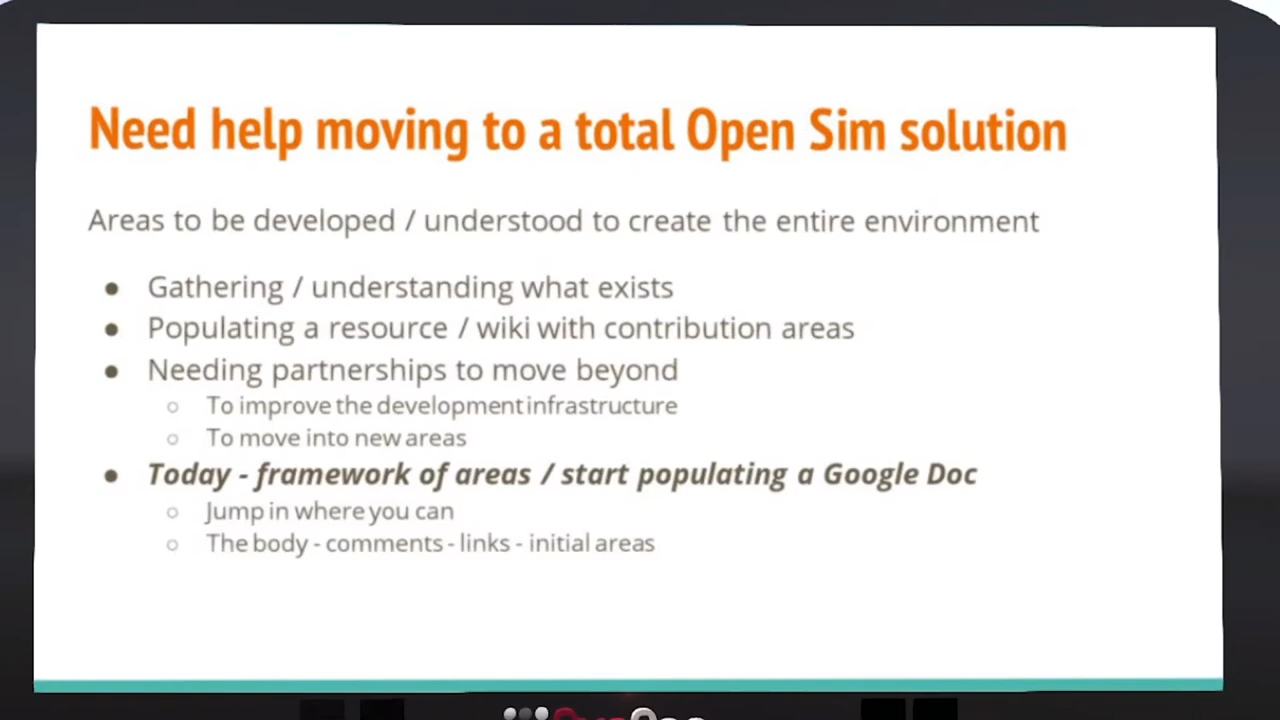 Need help moving to a total Open Sim solution
Areas to be developed / understood to create the entire environment
● Gathering / understanding what exists
● Populating a resource / wiki with contribution areas
● Needing partnerships to move beyond
○ To improve the development infrastructure
○ To move into new areas
● Today - framework of areas / start populating a Google Doc
○ Jump in where you can
○ The body - comments - links - initial areas